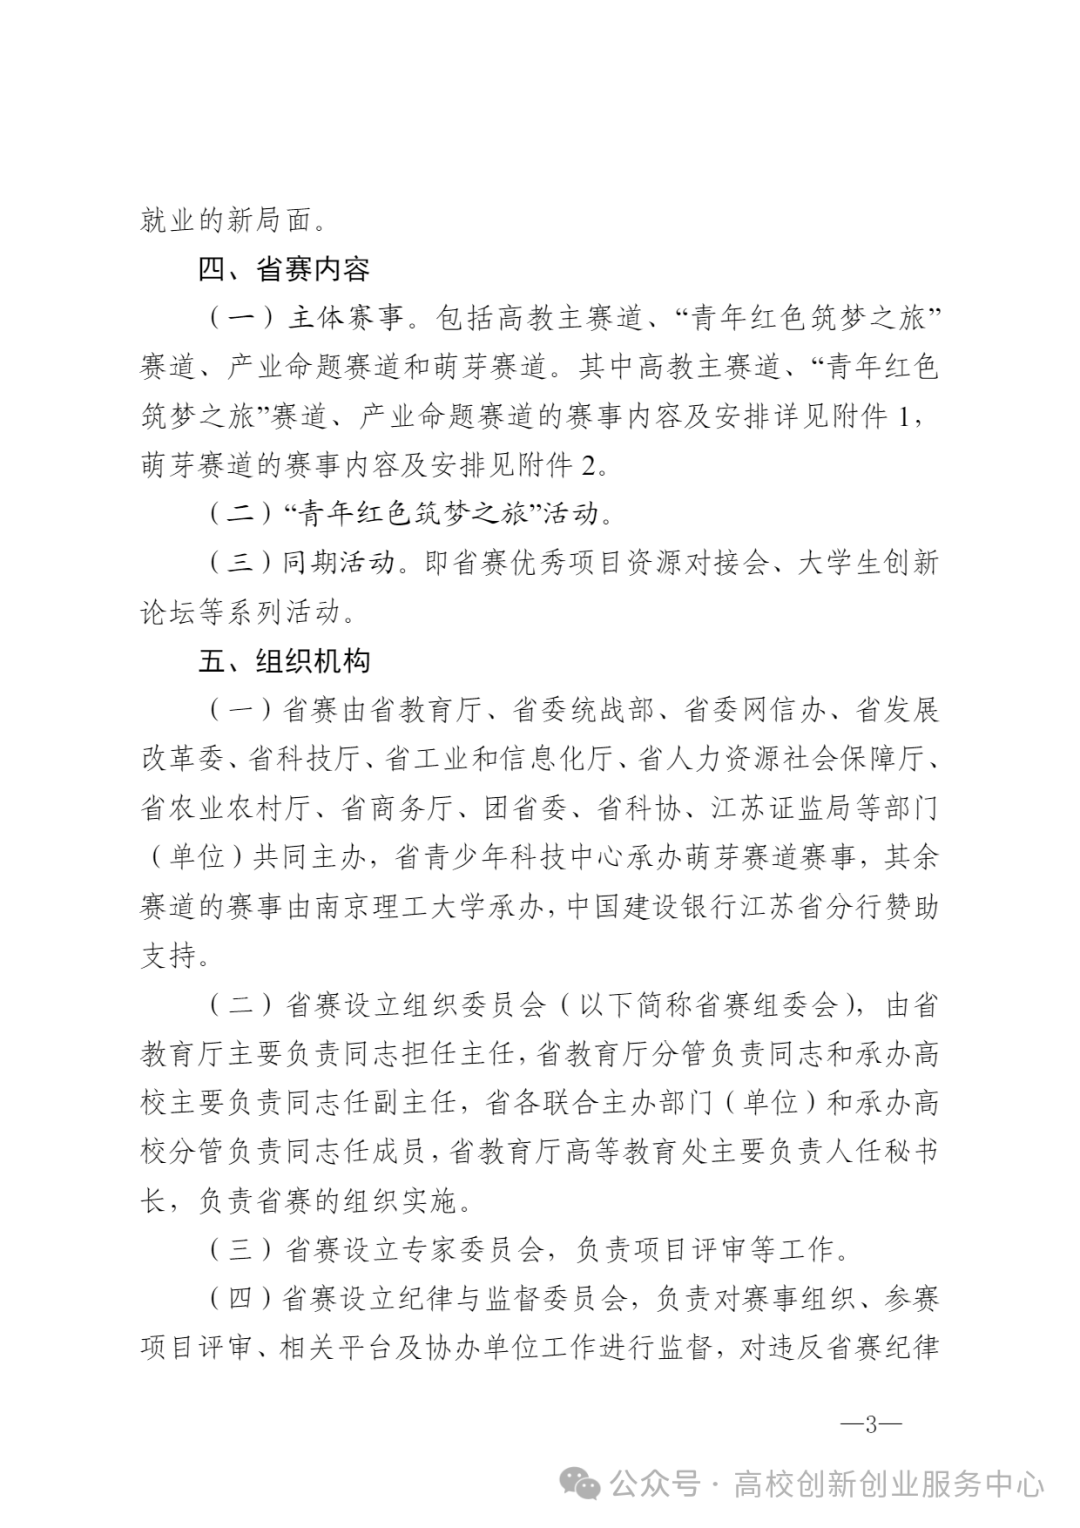 就业的新局面。
四、省赛内容
（一）主体赛事。包括高教主赛道、“青年红色筑梦之旅”
赛道、产业命题赛道和萌芽赛道。其中高教主赛道、“青年红色
筑梦之旅”赛道、产业命题赛道的赛事内容及安排详见附件 1，
萌芽赛道的赛事内容及安排见附件 2。
（二）“青年红色筑梦之旅”活动。
（三）同期活动。即省赛优秀项目资源对接会、大学生创新
论坛等系列活动。
五、组织机构
（一）省赛由省教育厅、省委统战部、省委网信办、省发展
改革委、省科技厅、省工业和信息化厅、省人力资源社会保障厅、
省农业农村厅、省商务厅、团省委、省科协、江苏证监局等部门
（单位）共同主办，省青少年科技中心承办萌芽赛道赛事，其余
赛道的赛事由南京理工大学承办，中国建设银行江苏省分行赞助
支持。
（二）省赛设立组织委员会（以下简称省赛组委会），由省
教育厅主要负责同志担任主任，省教育厅分管负责同志和承办高
校主要负责同志任副主任，省各联合主办部门（单位）和承办高
校分管负责同志任成员，省教育厅高等教育处主要负责人任秘书
长，负责省赛的组织实施。
（三）省赛设立专家委员会，负责项目评审等工作。
（四）省赛设立纪律与监督委员会，负责对赛事组织、参赛
项目评审、相关平台及协办单位工作进行监督，对违反省赛纪律
—3—
公众号 · 高校创新创业服务中心